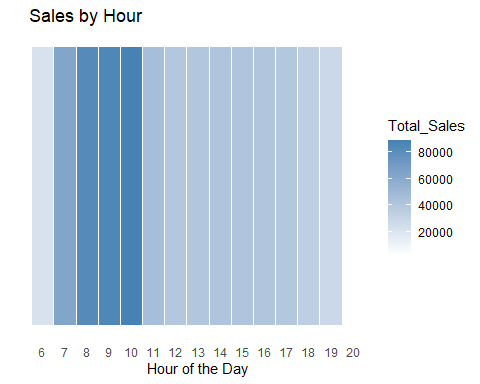 Sales by Hour
Total_Sales
80000
60000
40000
20000
6 7 8 9 10 11 12 13 14 15 16 17 18 19 20
Hour of the Day